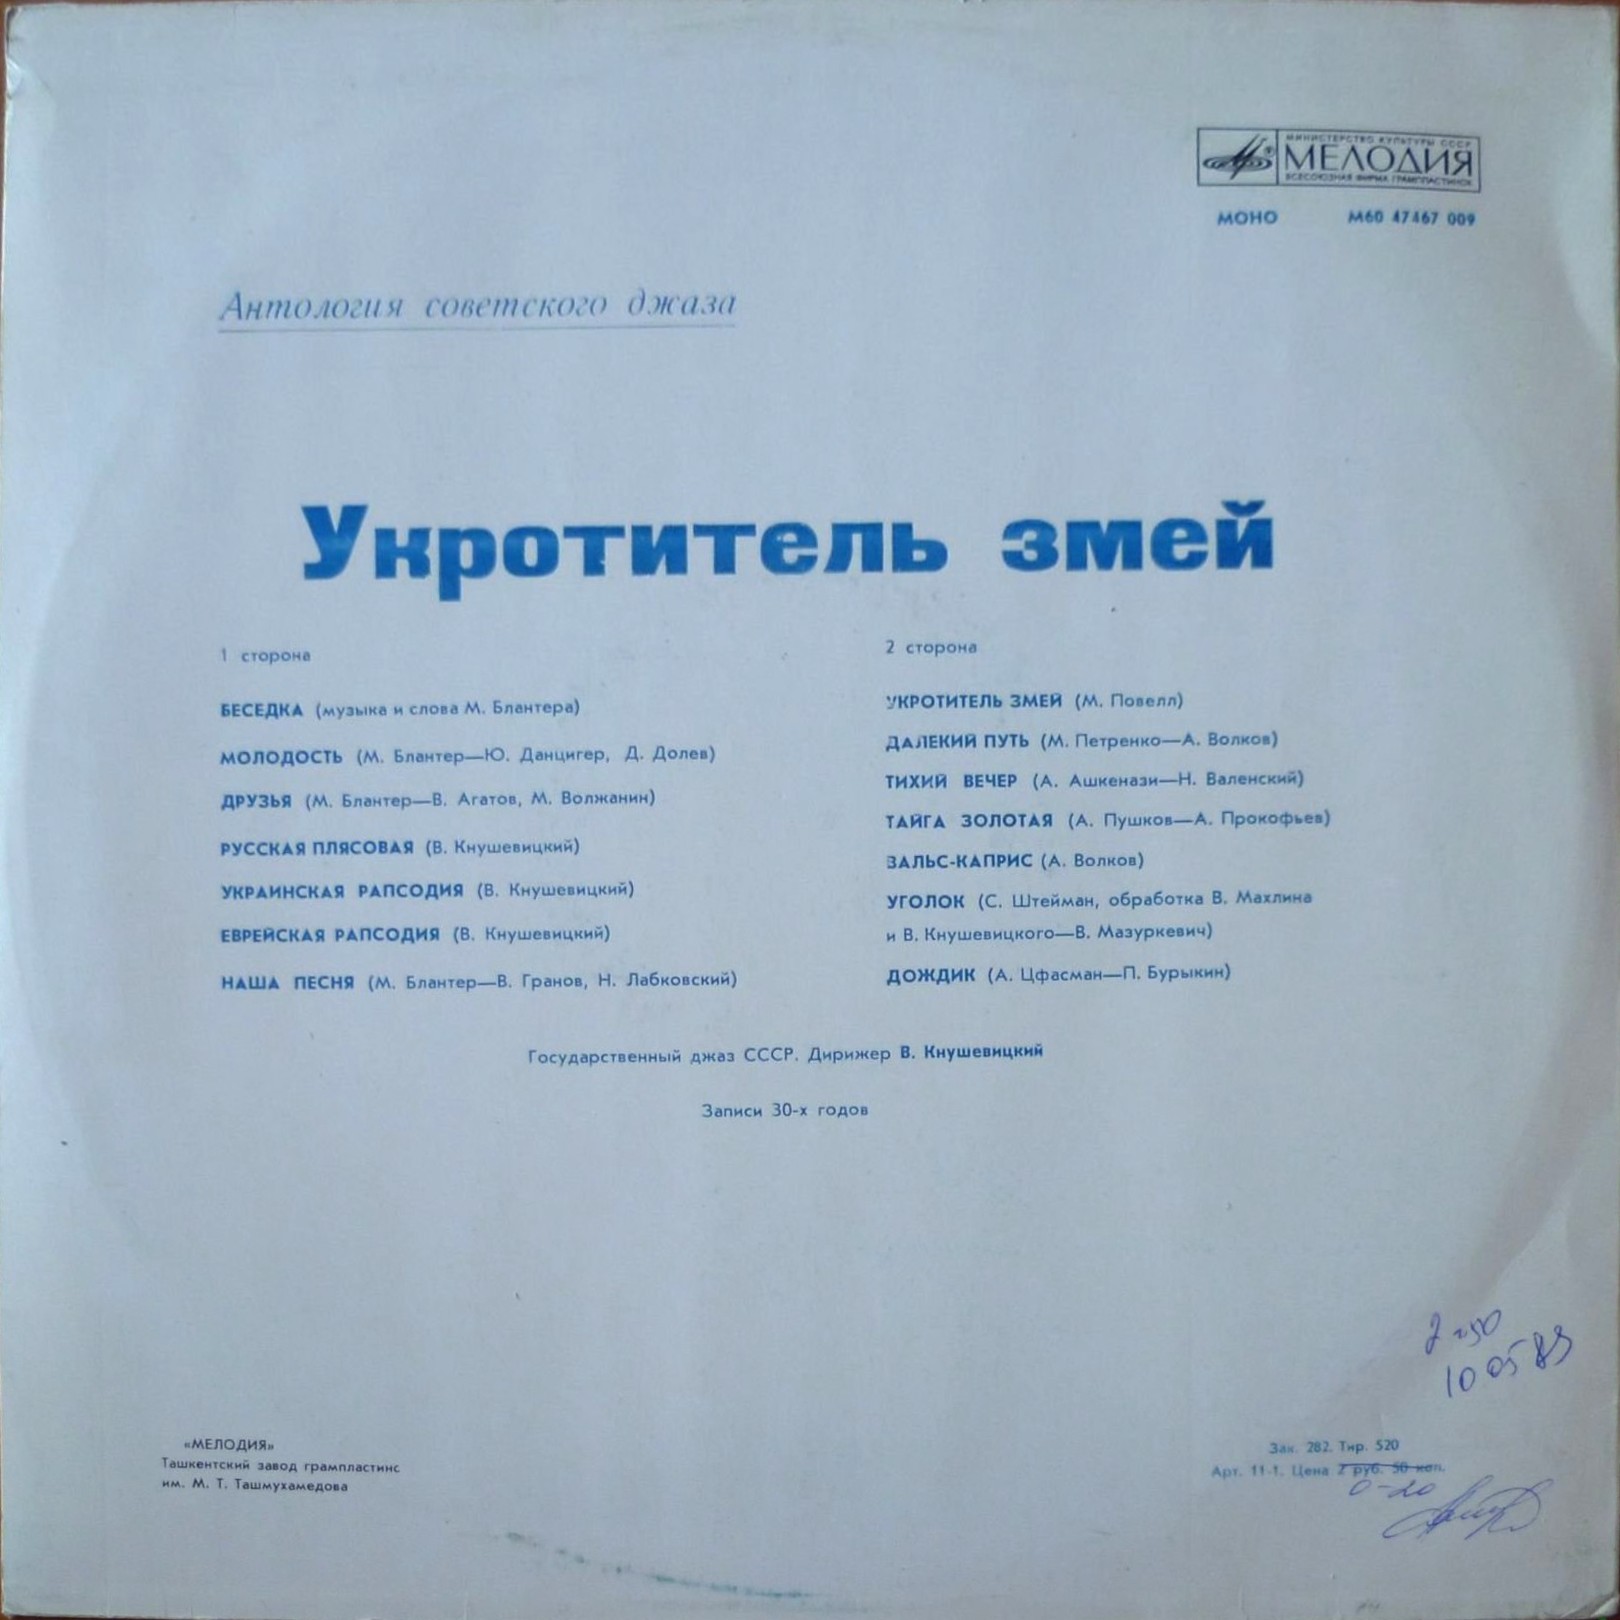 МИНИСТЕРСТВО КУЛЬТУРЫ СССР
МЕЛОДИЯ
ВСЕСОЮЗНАЯ ФИРМА ГРАМПЛАСТИНОК
МОНО М60 47467 009
Антология советского джаза
Укротитель змей
1 сторона
БЕСЕДКА (музыка и слова М. Блантера)
МОЛОДОСТЬ (М. Блантер—Ю. Данцигер, Д. Долев)
ДРУЗЬЯ (М. Блантер—В. Агатов, М. Волжанин)
РУССКАЯ ПЛЯСОВАЯ (В. Кнушевицкий)
УКРАИНСКАЯ РАПСОДИЯ (В. Кнушевицкий)
ЕВРЕЙСКАЯ РАПСОДИЯ (В. Кнушевицкий)
НАША ПЕСНЯ (М. Блантер—В. Гранов, Н. Лабковский)
2 сторона
УКРОТИТЕЛЬ ЗМЕЙ (М. Повелл)
ДАЛЕКИЙ ПУТЬ (М. Петренко—А. Волков)
ТИХИЙ ВЕЧЕР (А. Ашкенази—Н. Валенский)
ТАЙГА ЗОЛОТАЯ (А. Пушков—А. Прокофьев)
ВАЛЬС-КАПРИС (А. Волков)
УГОЛОК (С. Штейман, обработка В. Махлина
и В. Кнушевицкого—В. Мазуркевич)
ДОЖДИК (А. Цфасман—П. Бурыкин)
Государственный джаз СССР. Дирижер В. Кнушевицкий
Записи 30-х годов
«МЕЛОДИЯ»
Ташкентский завод грампластинс
им. М. Т. Ташмухамедова
10 05 89
Зак. 282. Тир. 520
Арт. 11-1. Цена 2 руб. 50 коп.
0-20